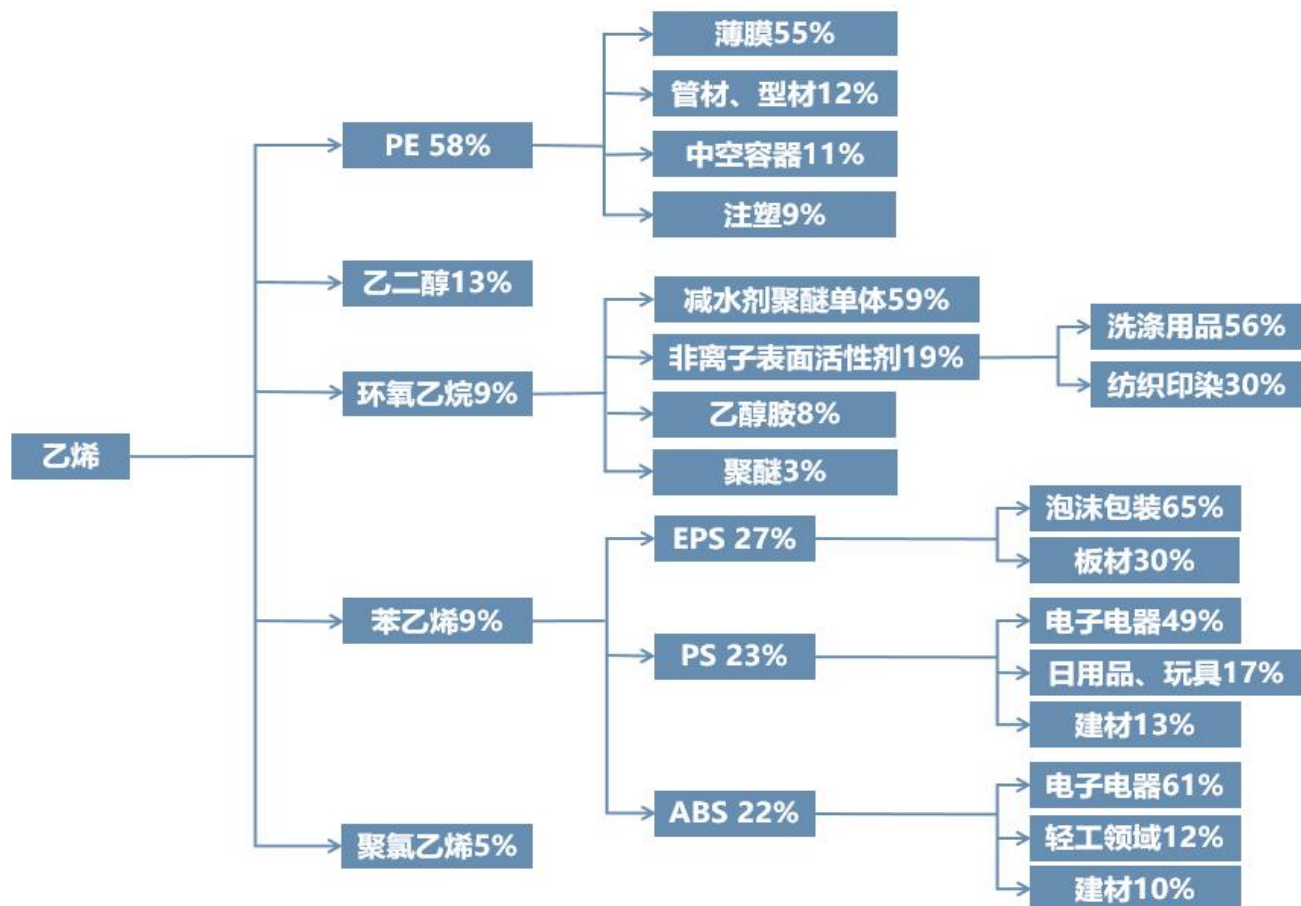 乙烯
PE 58%
薄膜55%
管材、型材12%
中空容器11%
注塑9%
乙二醇13%
环氧乙烷9%
减水剂聚醚单体59%
非离子表面活性剂19%
洗涤用品56%
纺织印染30%
乙醇胺8%
聚醚3%
苯乙烯9%
EPS 27%
泡沫包装65%
板材30%
PS 23%
电子电器49%
日用品、玩具17%
建材13%
ABS 22%
电子电器61%
轻工领域12%
建材10%
聚氯乙烯5%